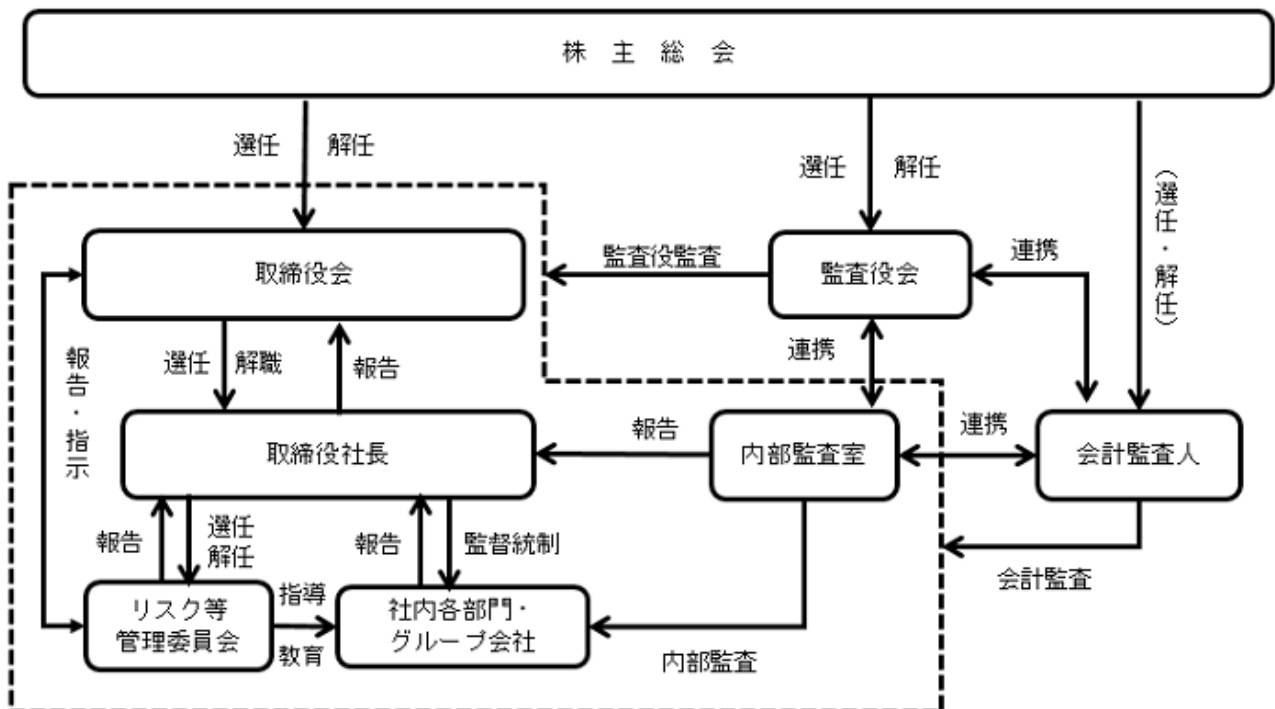 株 主 総 会
選任 解任
選任 解任
(選任・解任)
取締役会
監査役監査
監査役会
連携
報告・指示
選任 解職
報告
連携
取締役社長
報告
内部監査室
連携
会計監査人
報告
選任
解任
報告
監督統制
会計監査
リスク等
管理委員会
指導
教育
社内各部門・
グループ会社
内部監査